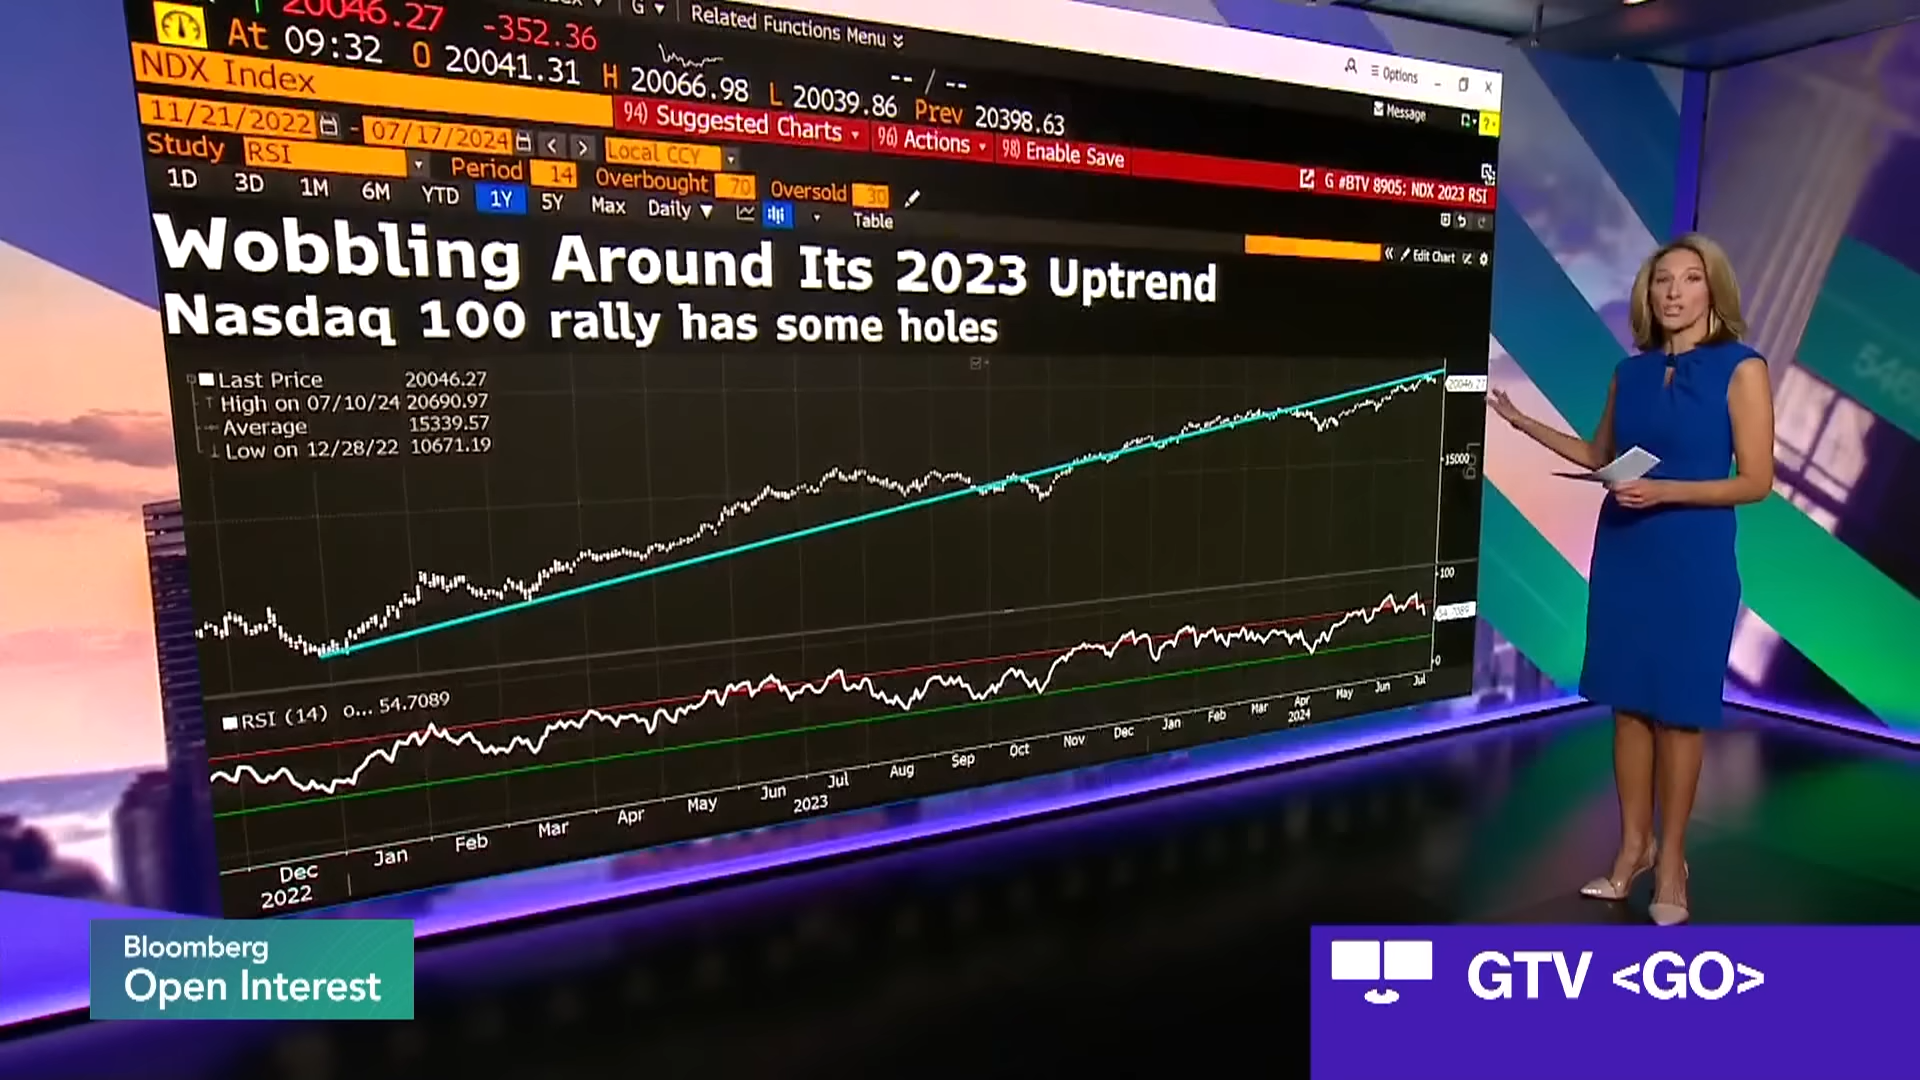 20046.27 -352.36
G Related Functions Menu
At 09:32 O 20041.31 H 20066.98 L 20039.86 Prev 20398.63
-- / --
Options
Message
NDX Index
94) Suggested Charts 96) Actions 98) Enable Save
G #BTV 8905: NDX 2023 RSI
11/21/2022 - 07/17/2024 < > Local CCY
Study RSI Period 14 Overbought 70 Oversold 30
1D 3D 1M 6M YTD 1Y 5Y Max Daily Table
« Edit Chart
Wobbling Around Its 2023 Uptrend
Nasdaq 100 rally has some holes
Last Price 20046.27
High on 07/10/24 20690.97
Average 15339.57
Low on 12/28/22 10671.19
20046.27
15000
100
54.7089
0
RSI (14) o... 54.7089
Dec Jan Feb Mar Apr May Jun Jul Aug Sep Oct Nov Dec Jan Feb Mar Apr May Jun Jul
2022 2023 2024
Bloomberg
Open Interest
GTV <GO>